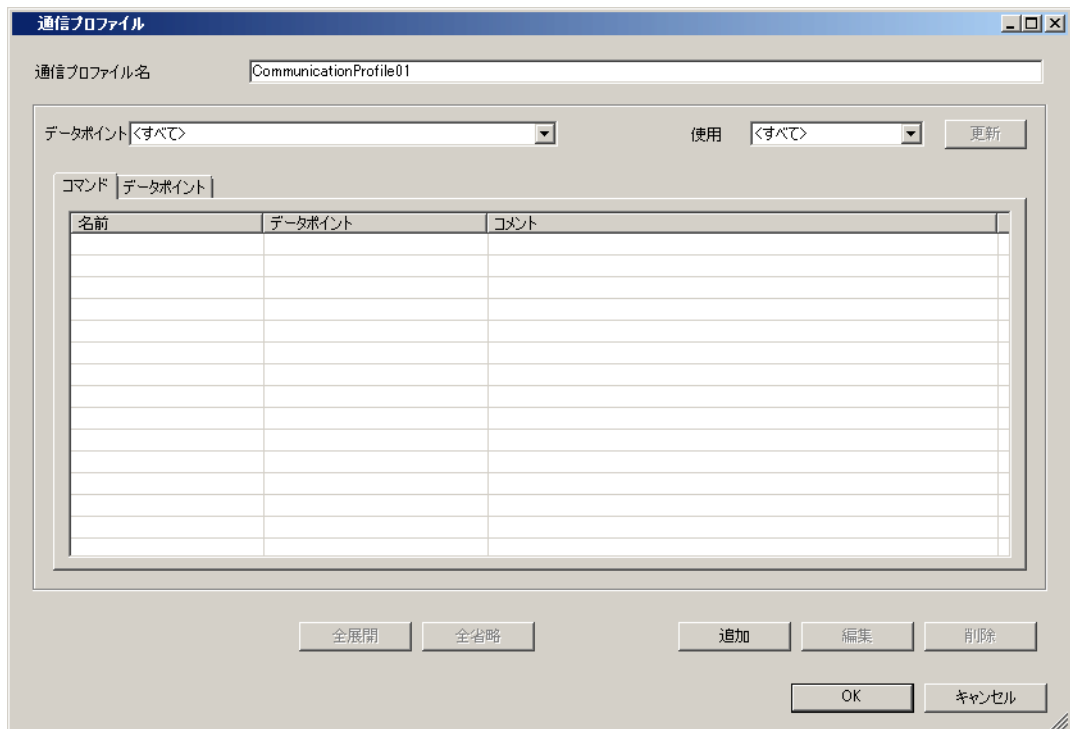 通信プロファイル
通信プロファイル名 CommunicationProfile01
データポイント <すべて> 使用 <すべて> 更新
コマンド データポイント
名前 データポイント コメント
全展開 全省略 追加 編集 削除
OK キャンセル